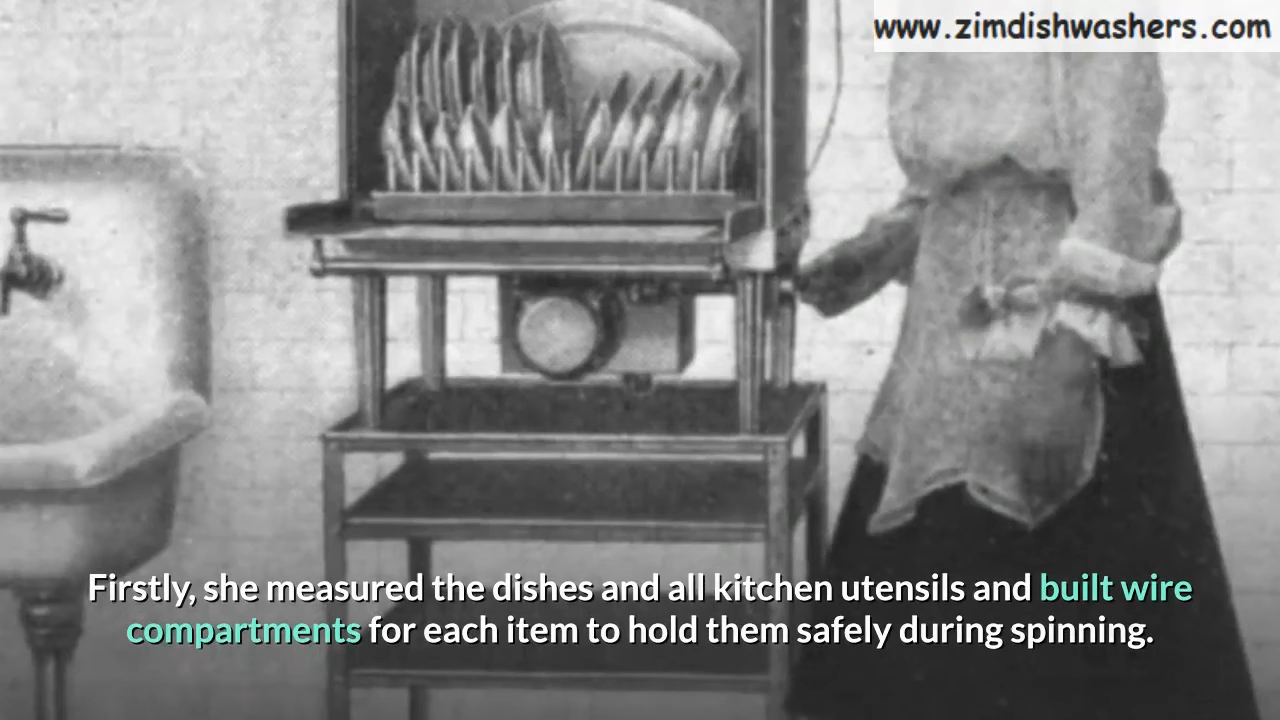 www.zimdishwashers.com
Firstly, she measured the dishes and all kitchen utensils and built wire
compartments for each item to hold them safely during spinning.